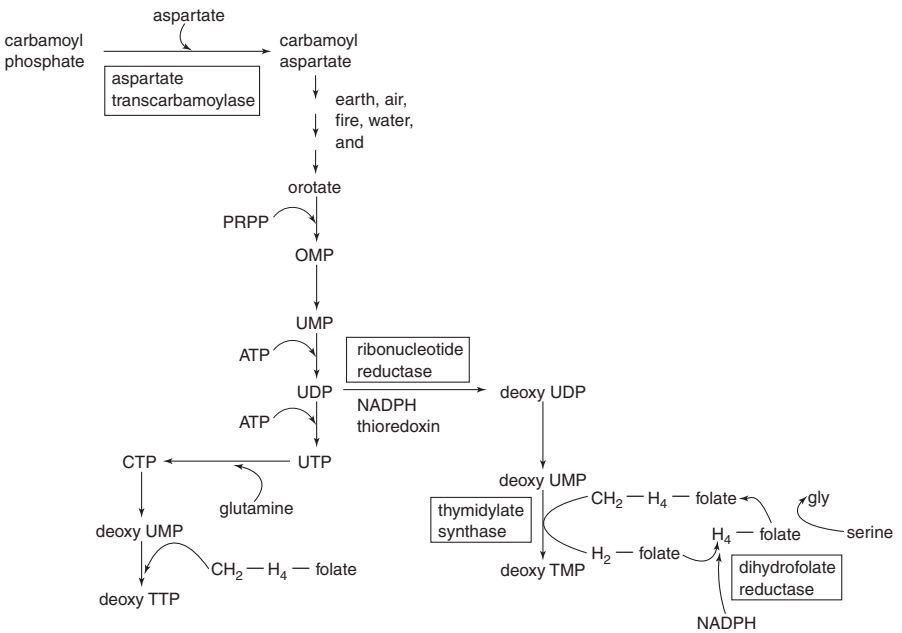 aspartate
carbamoyl
phosphate
carbamoyl
aspartate
aspartate
transcarbamoylase
earth, air,
fire, water,
and
orotate
PRPP
OMP
UMP
ATP
ribonucleotide
reductase
UDP
NADPH
thioredoxin
deoxy UDP
ATP
CTP
UTP
glutamine
deoxy UMP
CH2 — H4 — folate
deoxy TTP
deoxy UMP
thymidylate
synthase
CH2 — H4 — folate
gly
H4 — folate
serine
H2 — folate
deoxy TMP
dihydrofolate
reductase
NADPH